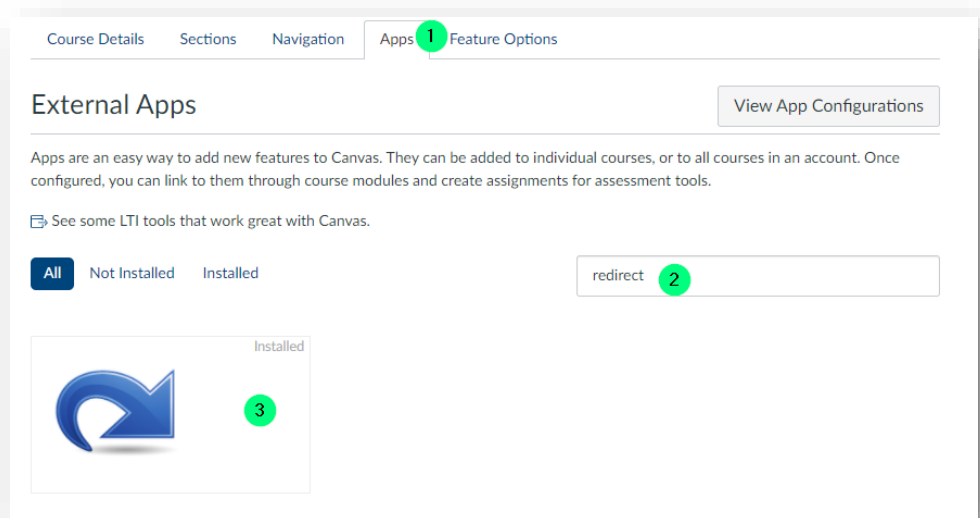 Course Details Sections Navigation Apps 1 Feature Options
External Apps
View App Configurations
Apps are an easy way to add new features to Canvas. They can be added to individual courses, or to all courses in an account. Once
configured, you can link to them through course modules and create assignments for assessment tools.
See some LTI tools that work great with Canvas.
All Not Installed Installed
redirect 2
Installed
3